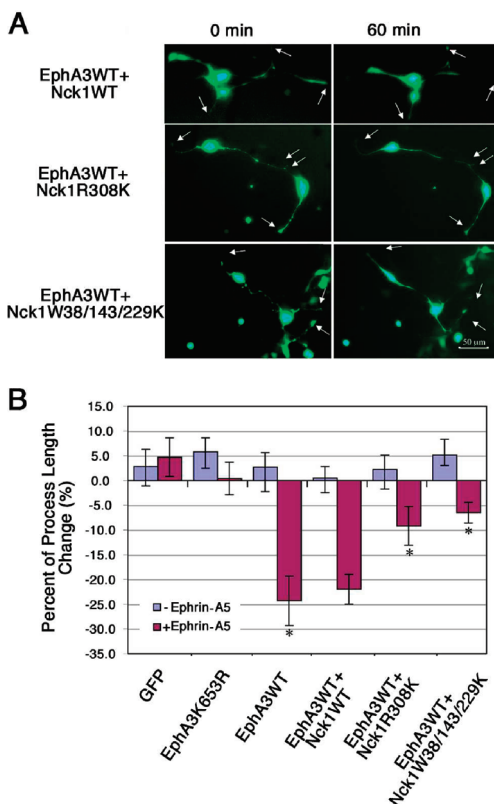 A
0 min 60 min
EphA3WT+
Nck1WT
EphA3WT+
Nck1R308K
EphA3WT+
Nck1W38/143/229K
50 um
B
Percent of Process Length
Change (%)
15.0
10.0
5.0
0.0
-5.0
-10.0
-15.0
-20.0
-25.0
-30.0
-35.0
- Ephrin-A5
+Ephrin-A5
*
*
*
GFP
EphA3K653R
EphA3WT
EphA3WT+
Nck1WT
EphA3WT+
Nck1R308K
EphA3WT+
Nck1W38/143/229K